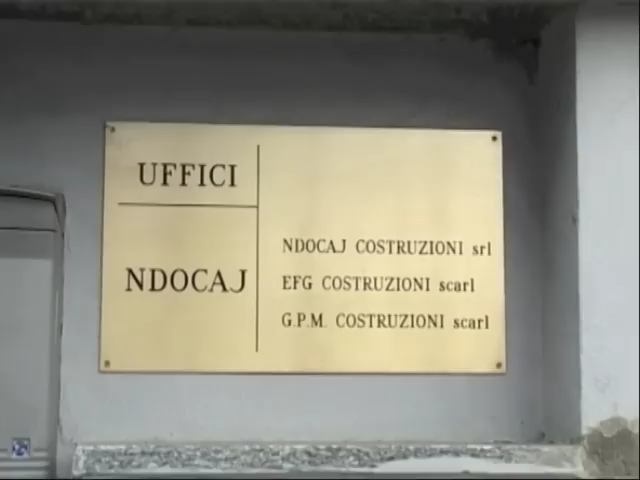 UFFICI
NDOCAJ
NDOCAJ COSTRUZIONI srl
EFG COSTRUZIONI scarl
G.P.M. COSTRUZIONI scarl